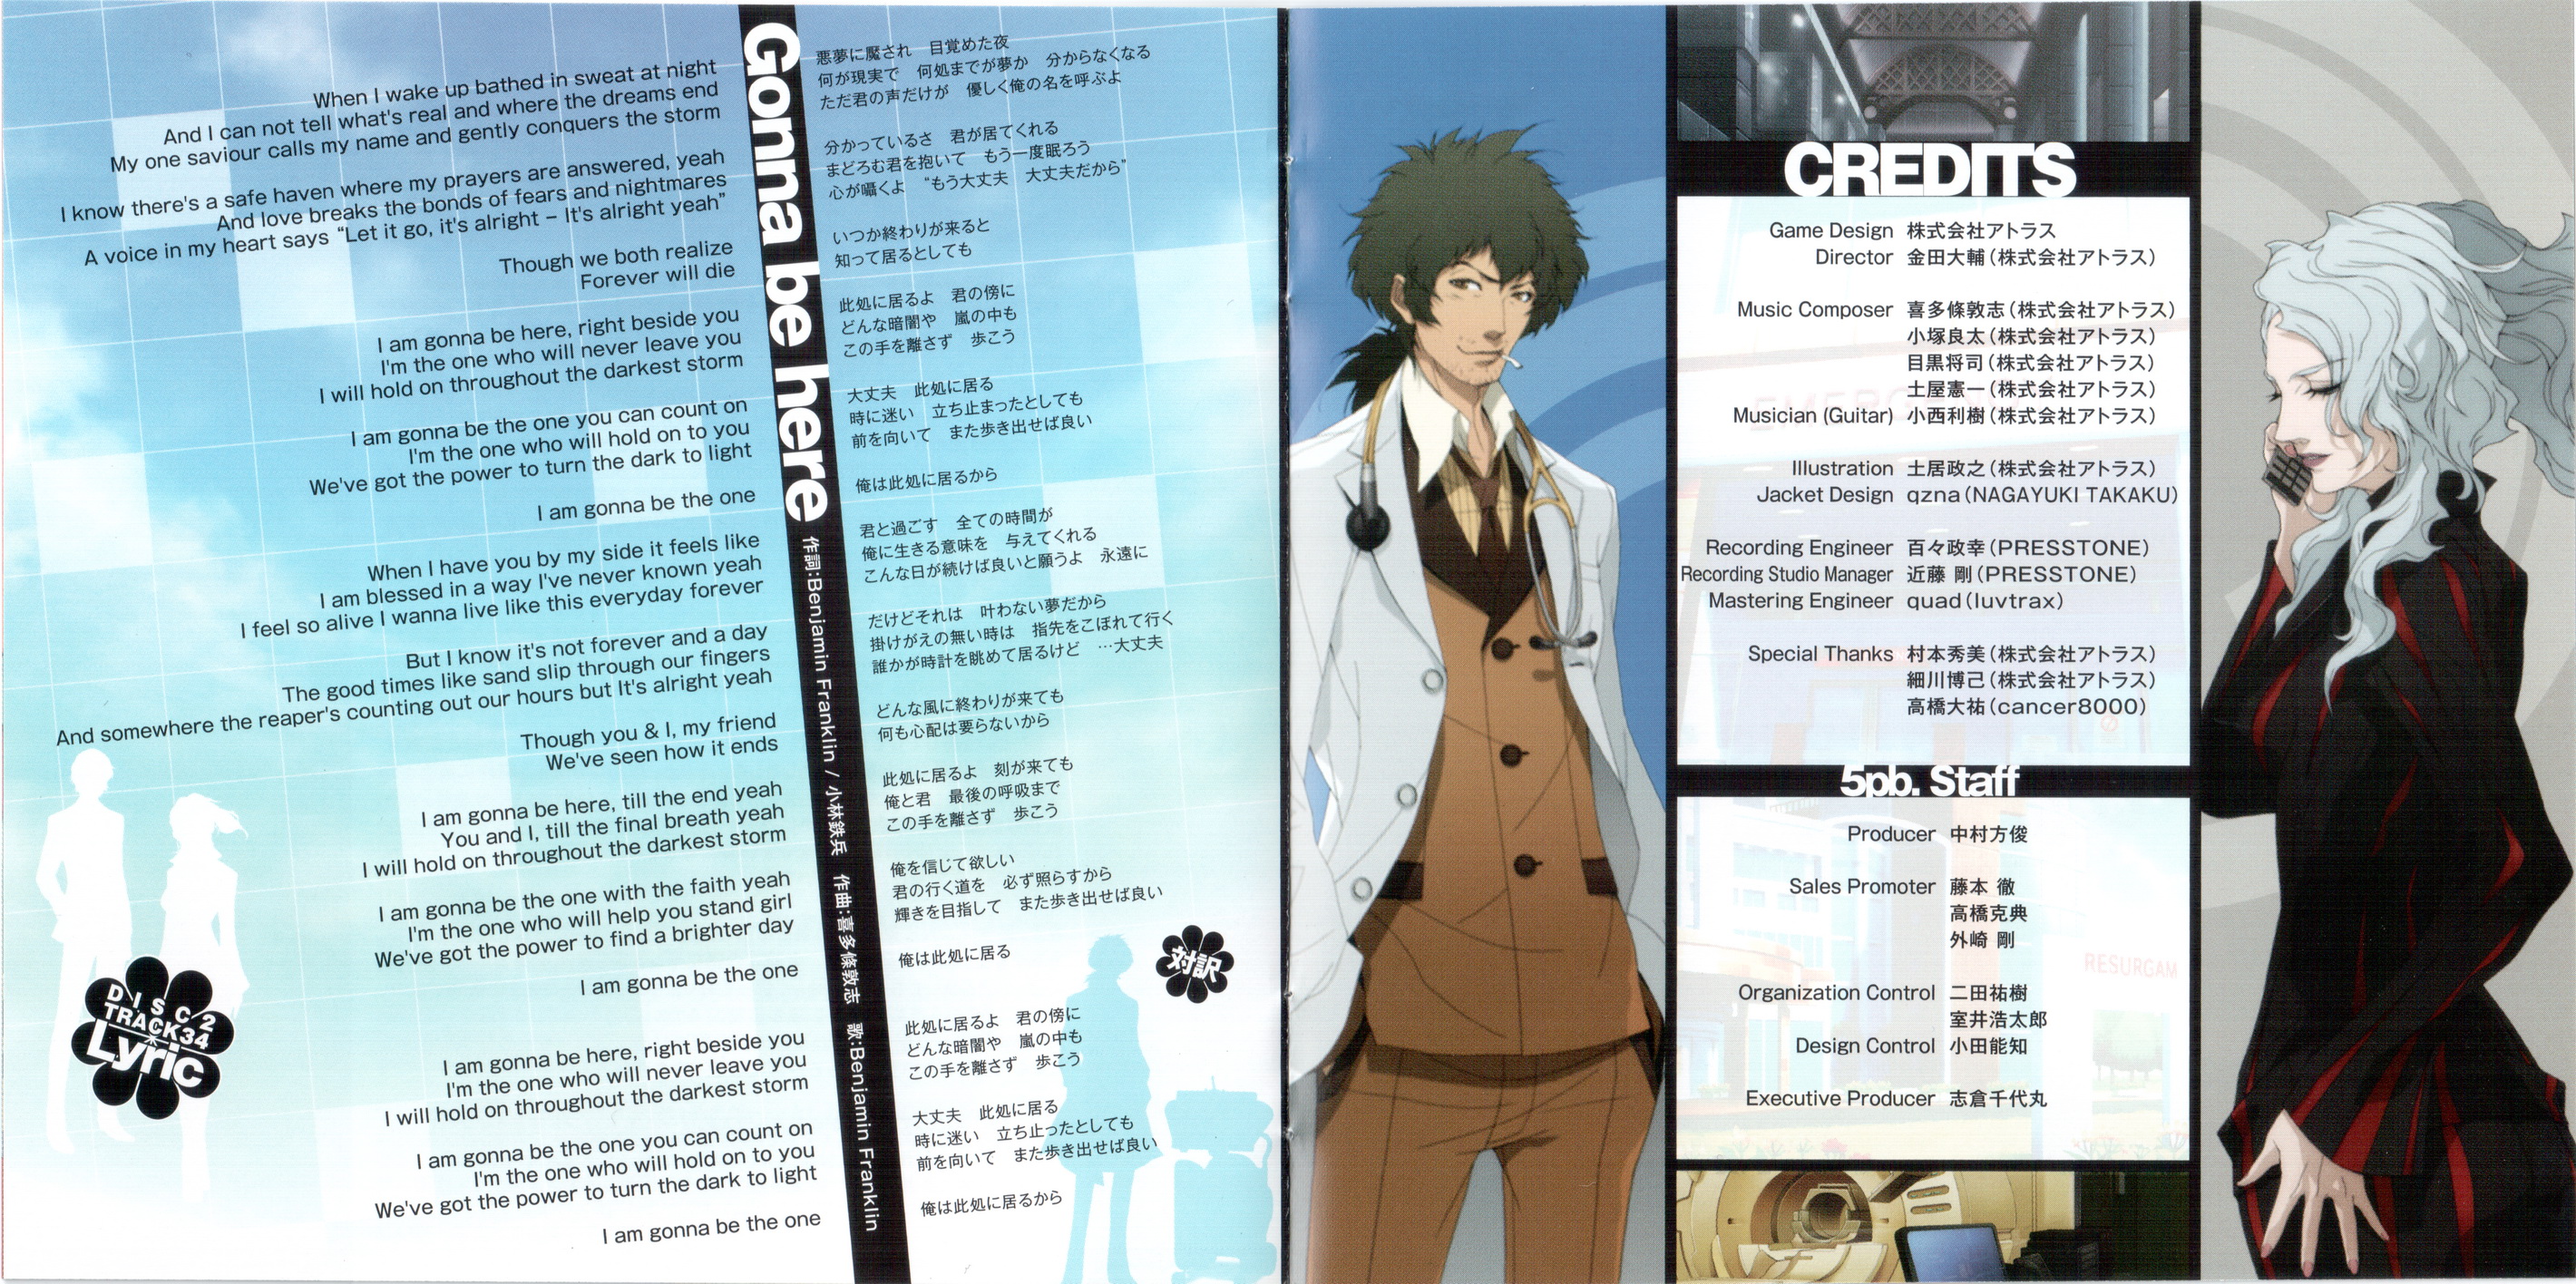 When I wake up bathed in sweat at night
And I can not tell what's real and where the dreams end
My one saviour calls my name and gently conquers the storm
I know there's a safe haven where my prayers are answered, yeah
And love breaks the bonds of fears and nightmares
A voice in my heart says “Let it go, it's alright – It's alright yeah”
Though we both realize
Forever will die
I am gonna be here, right beside you
I'm the one who will never leave you
I will hold on throughout the darkest storm
I am gonna be the one you can count on
I'm the one who will hold on to you
We've got the power to turn the dark to light
I am gonna be the one
When I have you by my side it feels like
I am blessed in a way I've never known yeah
I feel so alive I wanna live like this everyday forever
But I know it's not forever and a day
The good times like sand slip through our fingers
And somewhere the reaper's counting out our hours but It's alright yeah
Though you & I, my friend
We've seen how it ends
I am gonna be here, till the end yeah
You and I, till the final breath yeah
I will hold on throughout the darkest storm
I am gonna be the one with the faith yeah
I'm the one who will help you stand girl
We've got the power to find a brighter day
I am gonna be the one
I am gonna be here, right beside you
I'm the one who will never leave you
I will hold on throughout the darkest storm
I am gonna be the one you can count on
I'm the one who will hold on to you
We've got the power to turn the dark to light
I am gonna be the one
DISC2
TRACK34
Lyric
Gonna be here
作詞:Benjamin Franklin / 小林鉄兵 作曲:喜多條敦志 歌:Benjamin Franklin
悪夢に魘され 目覚めた夜
何が現実で 何処までが夢か 分からなくなる
ただ君の声だけが 優しく俺の名を呼ぶよ
分かっているさ 君が居てくれる
まどろむ君を抱いて もう一度眠ろう
心が囁くよ “もう大丈夫 大丈夫だから”
いつか終わりが来ると
知って居るとしても
此処に居るよ 君の傍に
どんな暗闇や 嵐の中も
この手を離さず 歩こう
大丈夫 此処に居る
時に迷い 立ち止まったとしても
前を向いて また歩き出せば良い
俺は此処に居るから
君と過ごす 全ての時間が
俺に生きる意味を 与えてくれる
こんな日が続けば良いと願うよ 永遠に
だけどそれは 叶わない夢だから
掛けがえの無い時は 指先をこぼれて行く
誰かが時計を眺めて居るけど …大丈夫
どんな風に終わりが来ても
何も心配は要らないから
此処に居るよ 刻が来ても
俺と君 最後の呼吸まで
この手を離さず 歩こう
俺を信じて欲しい
君の行く道を 必ず照らすから
輝きを目指して また歩き出せば良い
俺は此処に居る
此処に居るよ 君の傍に
どんな暗闇や 嵐の中も
この手を離さず 歩こう
大丈夫 此処に居る
時に迷い 立ち止ったとしても
前を向いて また歩き出せば良い
俺は此処に居るから
対訳
CREDITS
Game Design 株式会社アトラス
Director 金田大輔(株式会社アトラス)
Music Composer 喜多條敦志(株式会社アトラス)
小塚良太(株式会社アトラス)
目黒将司(株式会社アトラス)
土屋憲一(株式会社アトラス)
Musician (Guitar) 小西利樹(株式会社アトラス)
Illustration 土居政之(株式会社アトラス)
Jacket Design qzna(NAGAYUKI TAKAKU)
Recording Engineer 百々政幸(PRESSTONE)
Recording Studio Manager 近藤 剛(PRESSTONE)
Mastering Engineer quad(luvtrax)
Special Thanks 村本秀美(株式会社アトラス)
細川博己(株式会社アトラス)
高橋大祐(cancer8000)
5pb. Staff
Producer 中村方俊
Sales Promoter 藤本 徹
高橋克典
外崎 剛
RESURGAM
Organization Control 二田祐樹
室井浩太郎
Design Control 小田能知
Executive Producer 志倉千代丸